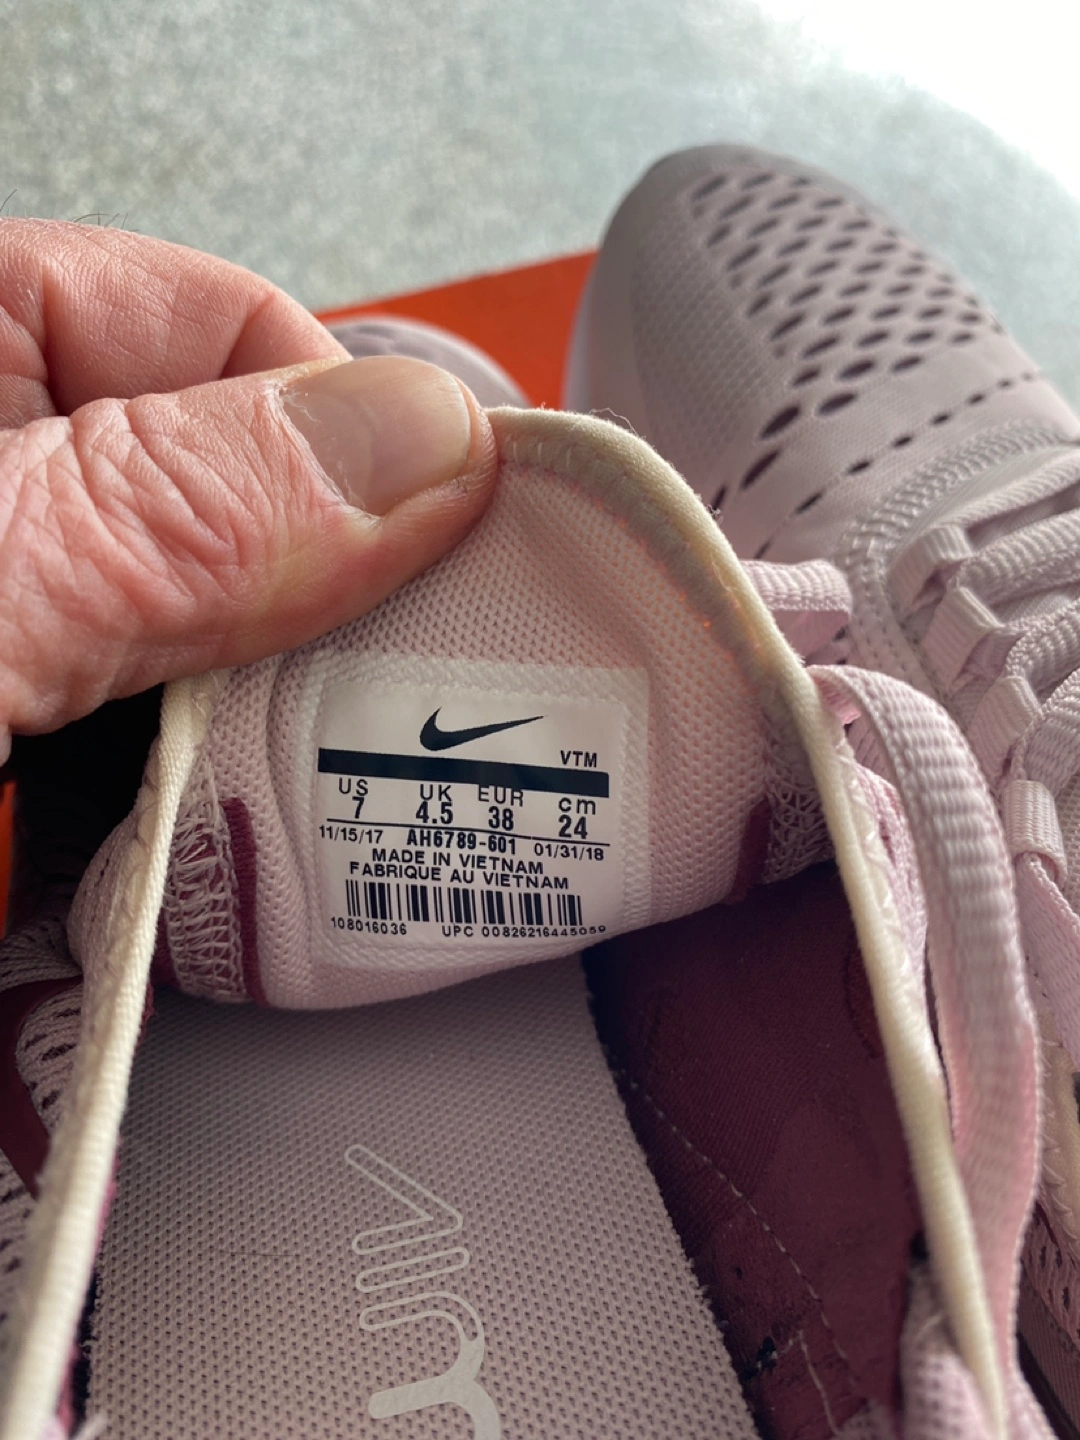 VTM
US UK EUR cm
7 4.5 38 24
11/15/17 AH6789-601 01/31/18
MADE IN VIETNAM
FABRIQUE AU VIETNAM
108016036 UPC 00826216445059
AIR